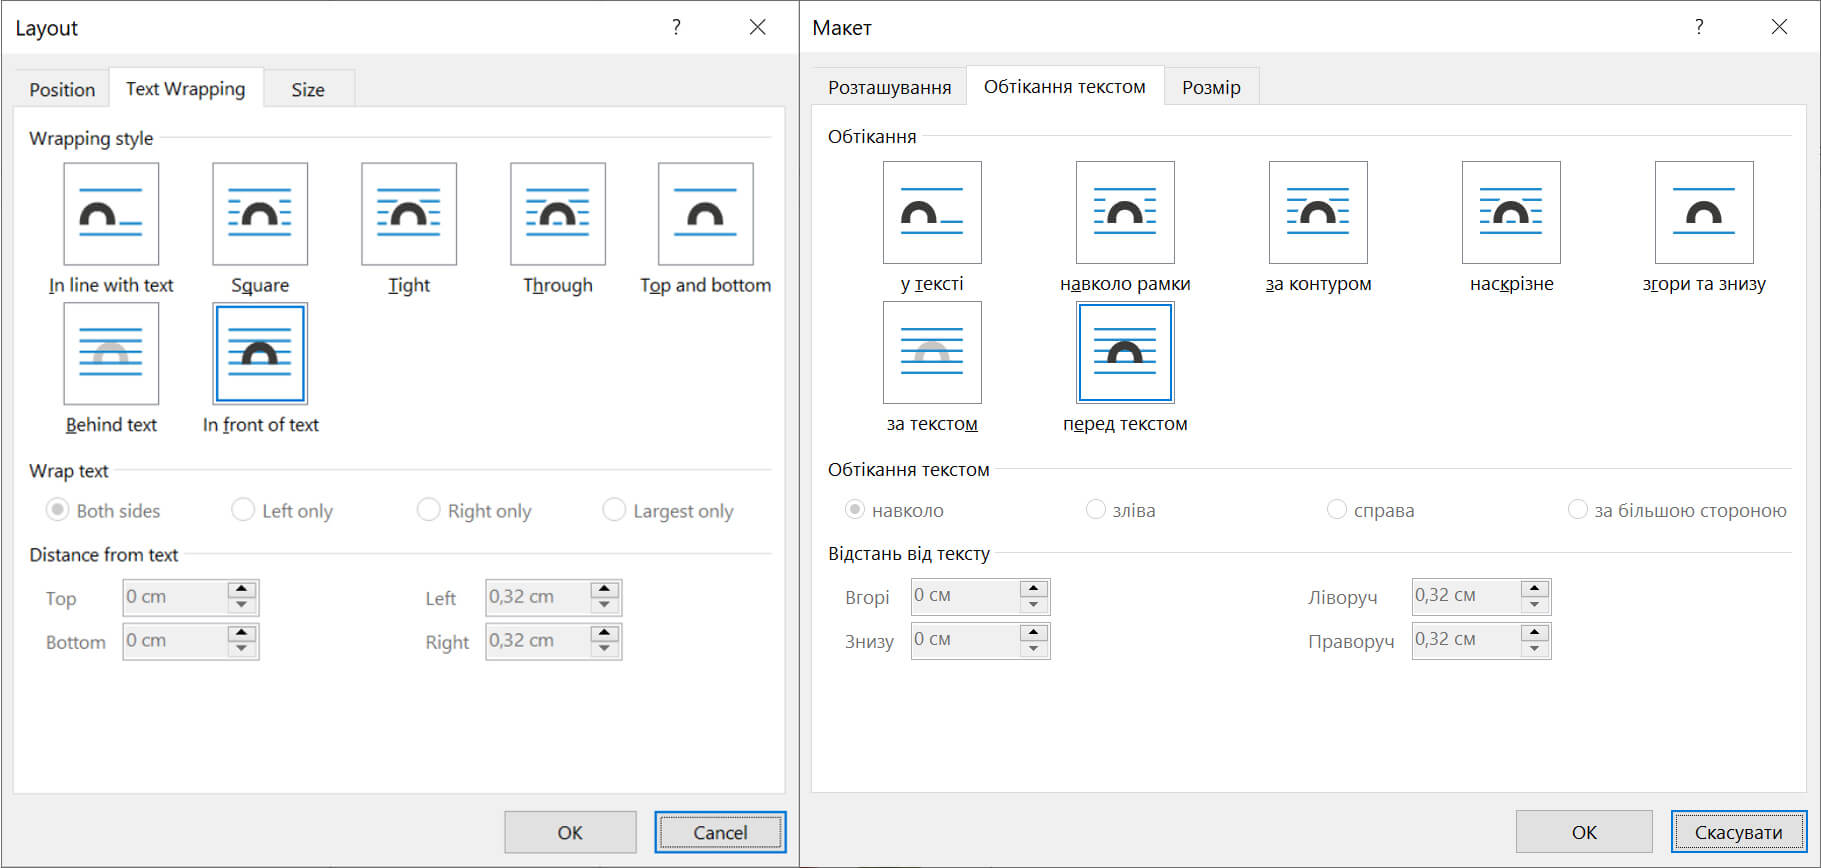 Layout ?
Position Text Wrapping Size
Wrapping style
In line with text Square Tight Through Top and bottom
Behind text In front of text
Wrap text
Both sides Left only Right only Largest only
Distance from text
Top 0 cm Left 0,32 cm
Bottom 0 cm Right 0,32 cm
OK Cancel
Макет ?
Розташування Обтікання текстом Розмір
Обтікання
у тексті навколо рамки за контуром наскрізне згори та знизу
за текстом перед текстом
Обтікання текстом
навколо зліва справа за більшою стороною
Відстань від тексту
Вгорі 0 см Ліворуч 0,32 см
Знизу 0 см Праворуч 0,32 см
ОК Скасувати